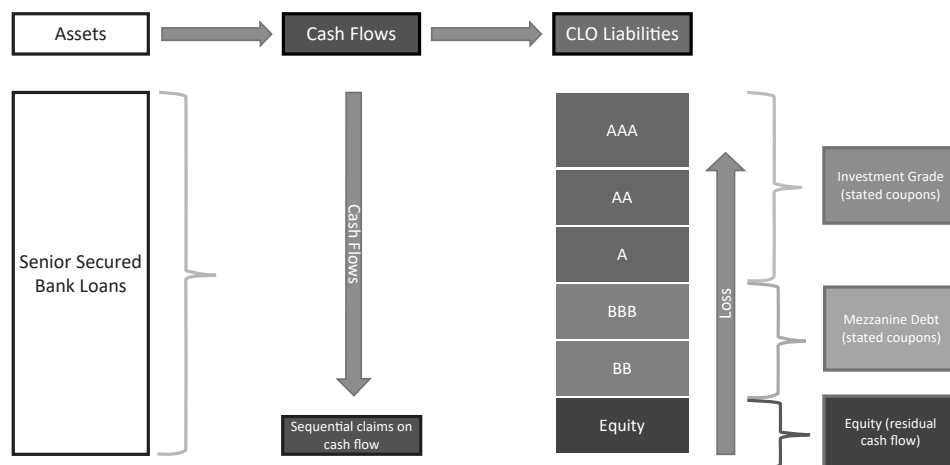 Assets
Cash Flows
CLO Liabilities
Senior Secured
Bank Loans
Cash Flows
Sequential claims on
cash flow
AAA
AA
A
BBB
BB
Equity
Loss
Investment Grade
(stated coupons)
Mezzanine Debt
(stated coupons)
Equity (residual
cash flow)